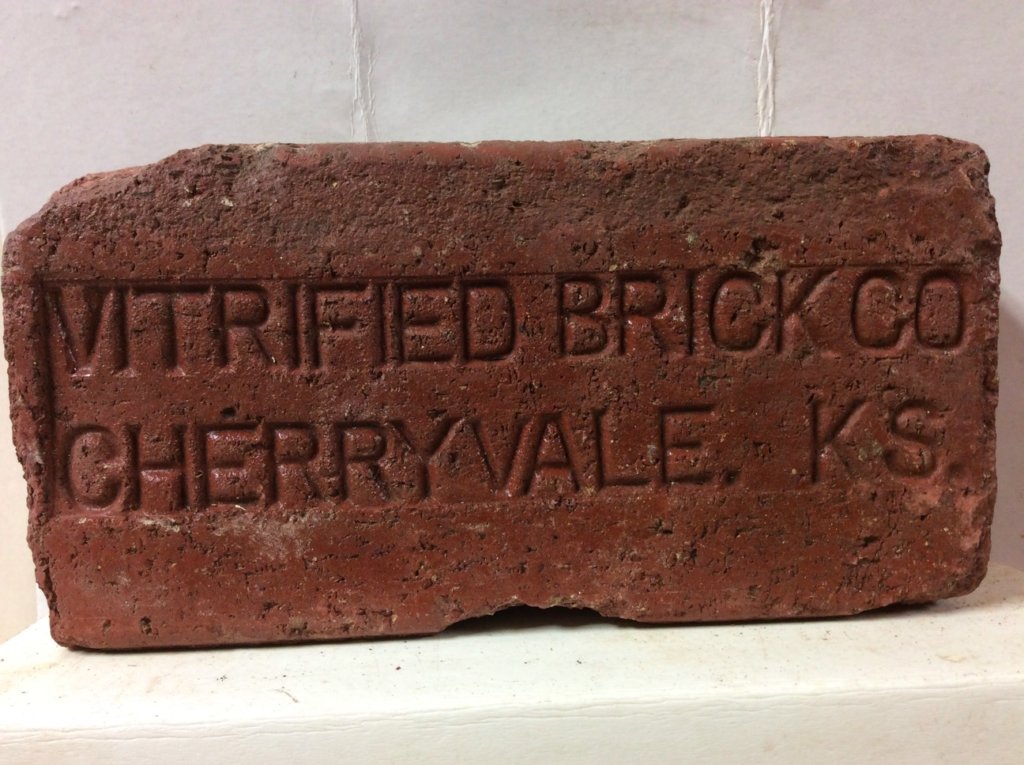 VITRIFIED BRICK CO
CHERRYVALE. KS.